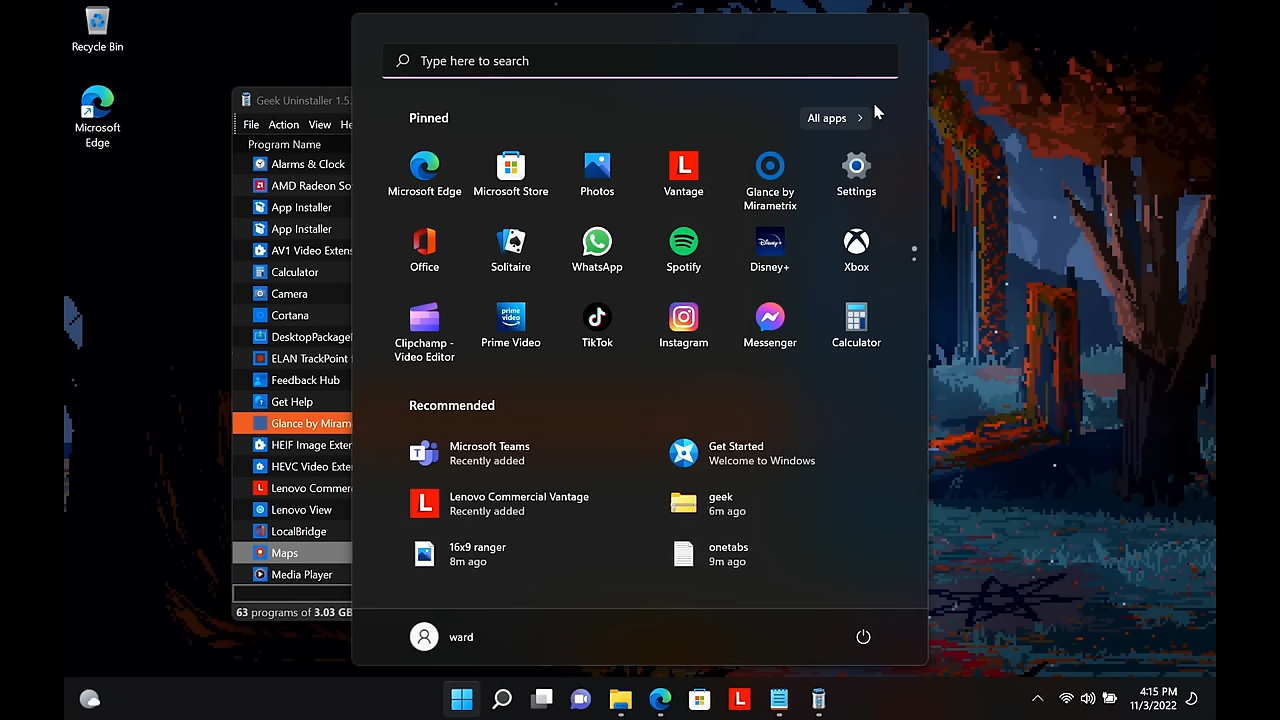 Recycle Bin
Microsoft
Edge
Geek Uninstaller 1.5.
File Action View He
Program Name
Alarms & Clock
AMD Radeon So
App Installer
App Installer
AV1 Video Extens
Calculator
Camera
Cortana
DesktopPackageI
ELAN TrackPoint f
Feedback Hub
Get Help
Glance by Miram
HEIF Image Exter
HEVC Video Exter
Lenovo Commer
Lenovo View
LocalBridge
Maps
Media Player
63 programs of 3.03 GB
Type here to search
Pinned
All apps
Microsoft Edge
Microsoft Store
Photos
L
Vantage
Glance by
Mirametrix
Settings
Office
Solitaire
WhatsApp
Spotify
Disney+
Disney+
Xbox
Clipchamp -
Video Editor
prime
video
Prime Video
TikTok
Instagram
Messenger
Calculator
Recommended
T
Microsoft Teams
Recently added
Get Started
Welcome to Windows
L
Lenovo Commercial Vantage
Recently added
geek
6m ago
16x9 ranger
8m ago
onetabs
9m ago
ward
L
4:15 PM
11/3/2022